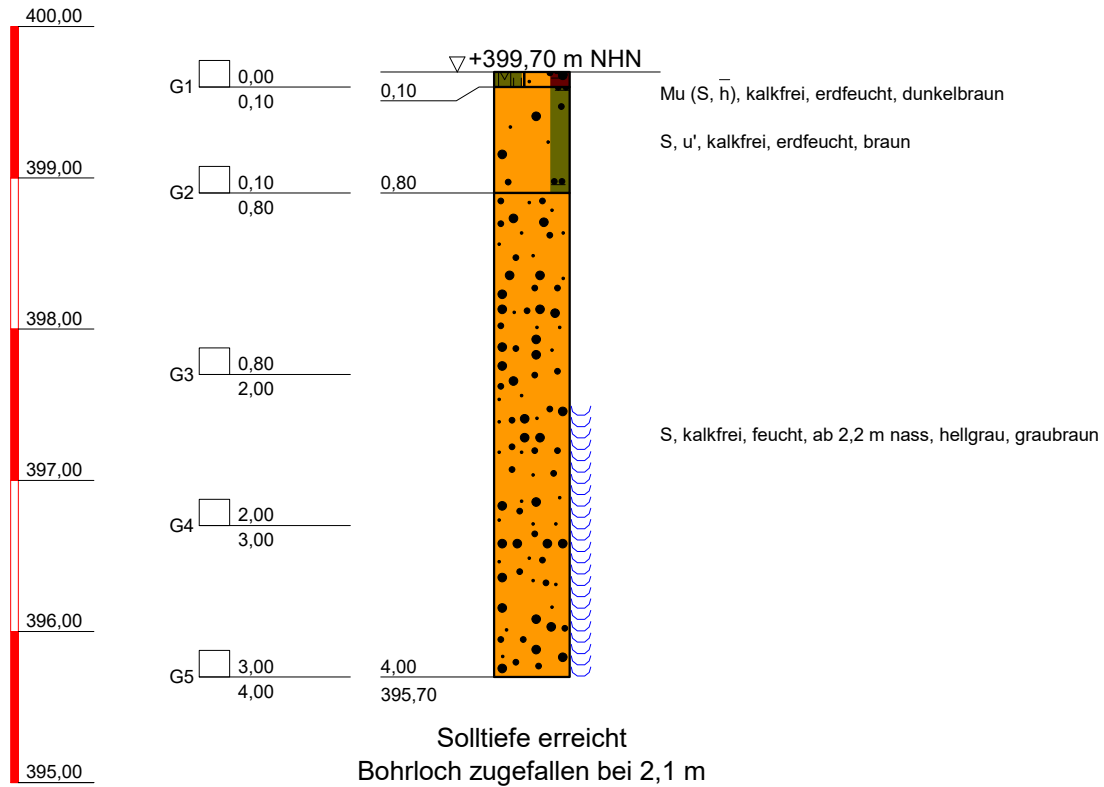 400,00
+399,70 m NHN
G1
0,00
0,10
0,10
Mu (S, h̅), kalkfrei, erdfeucht, dunkelbraun
S, u', kalkfrei, erdfeucht, braun
399,00
G2
0,10
0,80
0,80
398,00
G3
0,80
2,00
S, kalkfrei, feucht, ab 2,2 m nass, hellgrau, graubraun
397,00
G4
2,00
3,00
396,00
G5
3,00
4,00
4,00
395,70
Solltiefe erreicht
Bohrloch zugefallen bei 2,1 m
395,00